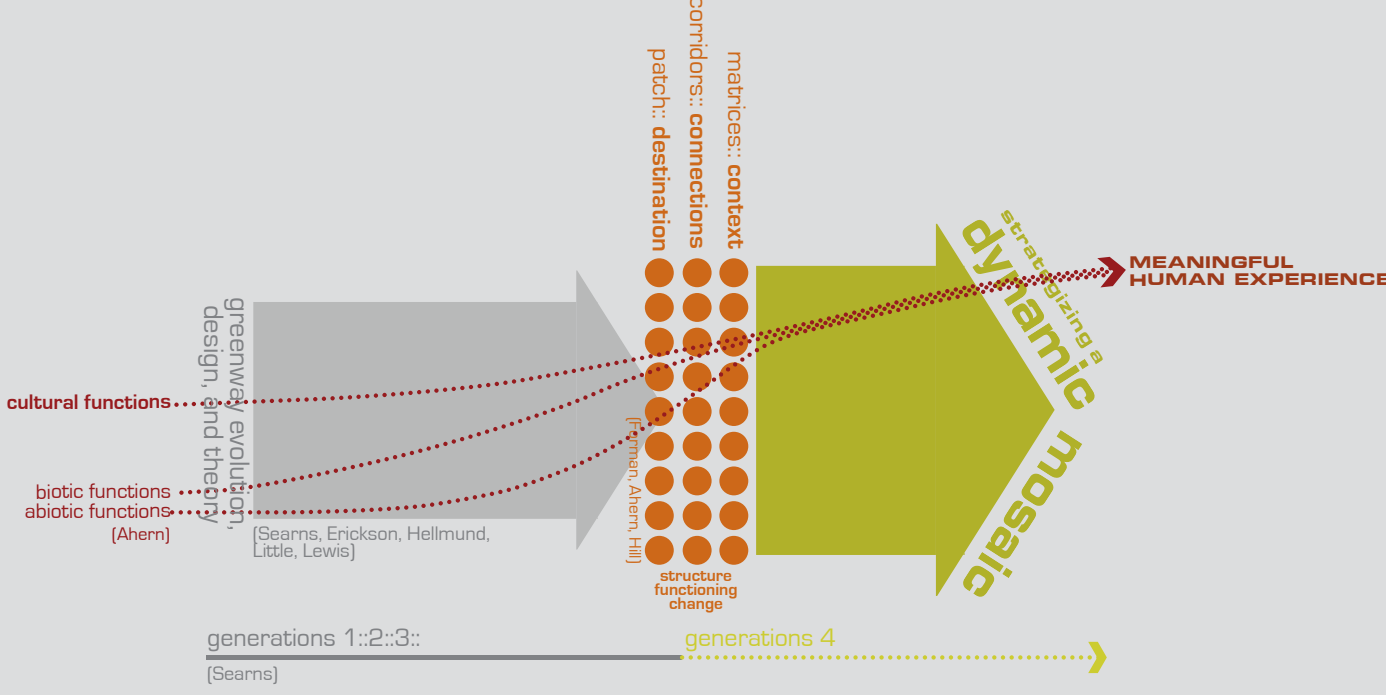 patch:: destination
corridors:: connections
matrices:: context
strategizing a
dynamic mosaic
MEANINGFUL
HUMAN EXPERIENCE
greenway evolution,
design, and theory
cultural functions
biotic functions
abiotic functions
(Ahern)
(Searns, Erickson, Hellmund,
Little, Lewis)
(Forman, Ahern, Hill)
structure
functioning
change
generations 1::2::3::
generations 4
(Searns)